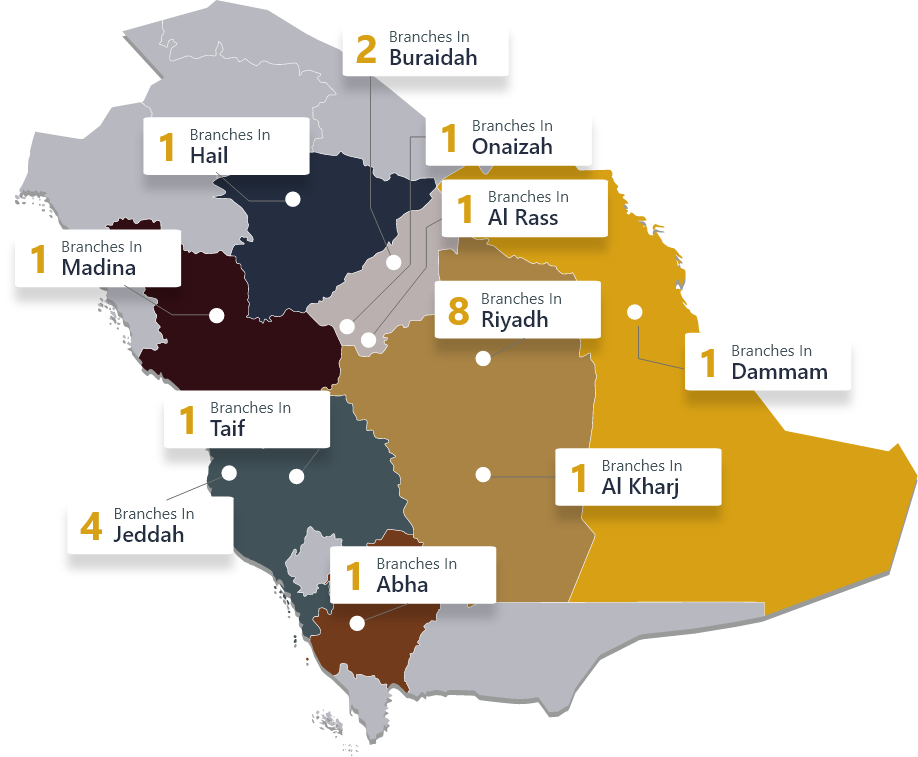 2
Branches In
Buraidah
1
Branches In
Onaizah
1
Branches In
Hail
1
Branches In
Al Rass
1
Branches In
Madina
8
Branches In
Riyadh
1
Branches In
Dammam
1
Branches In
Taif
1
Branches In
Al Kharj
4
Branches In
Jeddah
1
Branches In
Abha